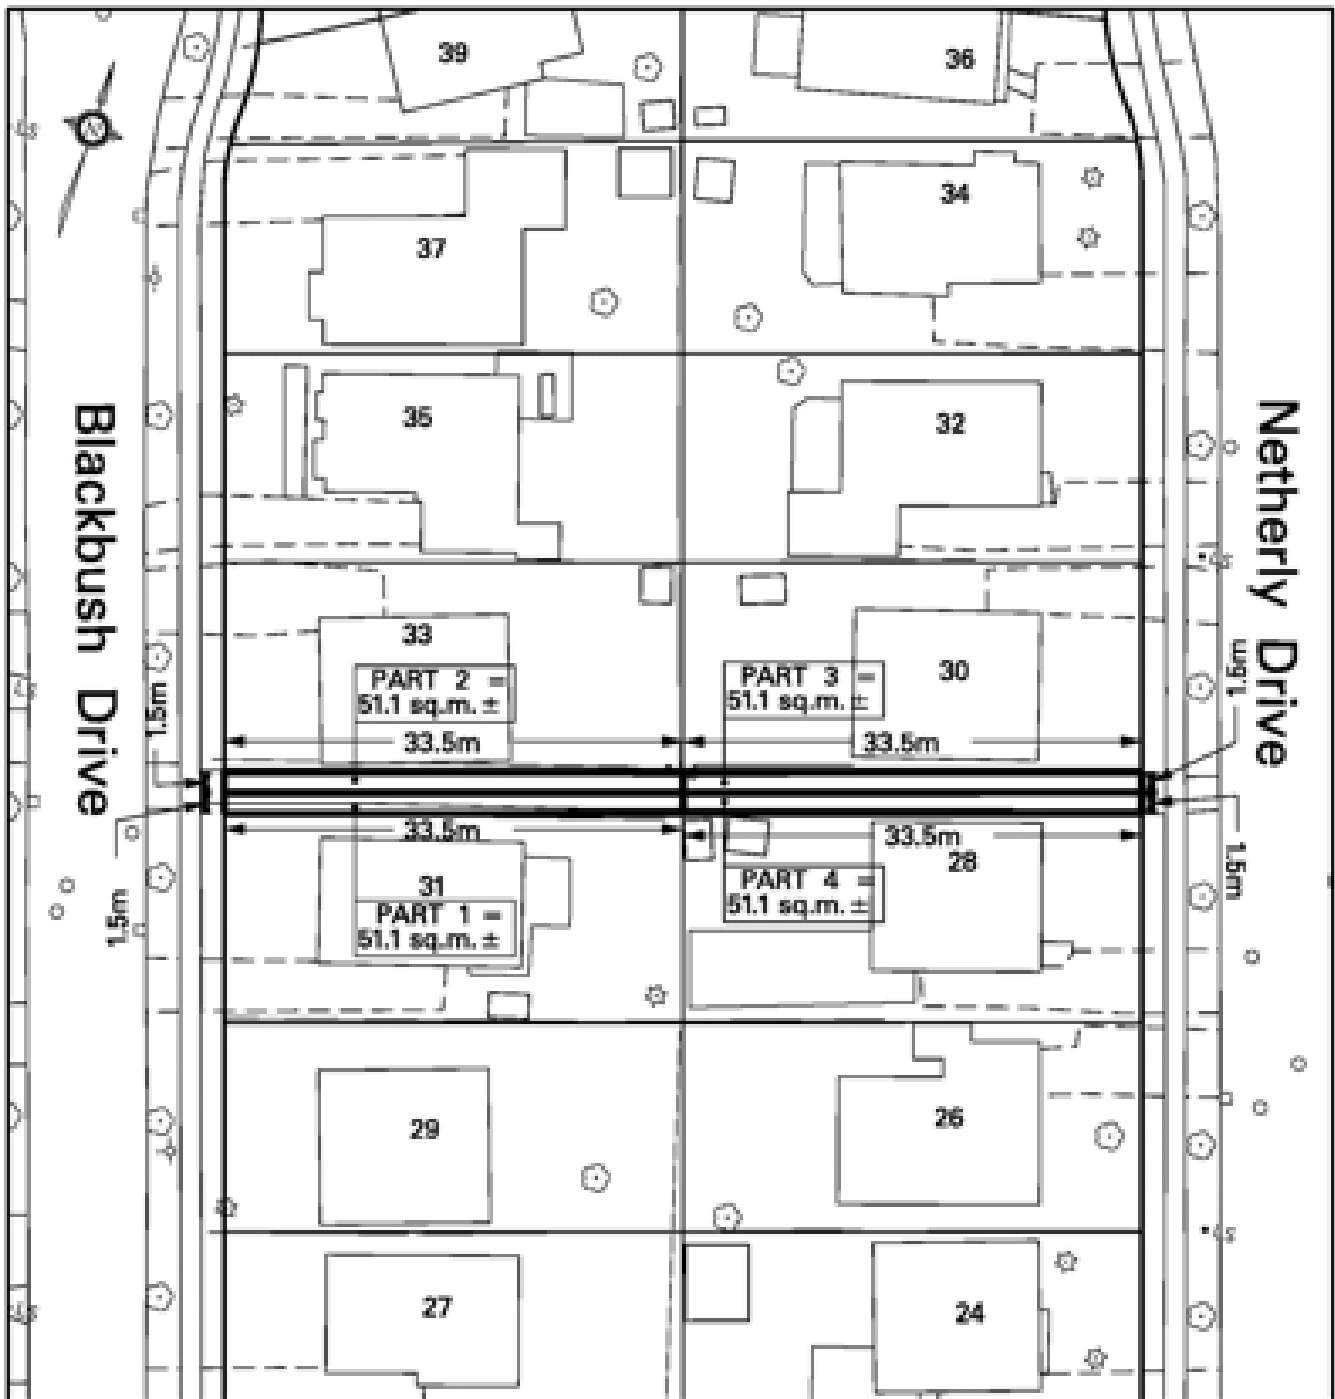 39
36
37
34
35
32
Blackbush Drive
Netherly Drive
33
30
PART 2 =
51.1 sq.m. ±
PART 3 =
51.1 sq.m. ±
1.5m
1.5m
33.5m
33.5m
33.5m
33.5m
31
28
PART 1 =
51.1 sq.m. ±
PART 4 =
51.1 sq.m. ±
1.5m
1.5m
29
26
27
24